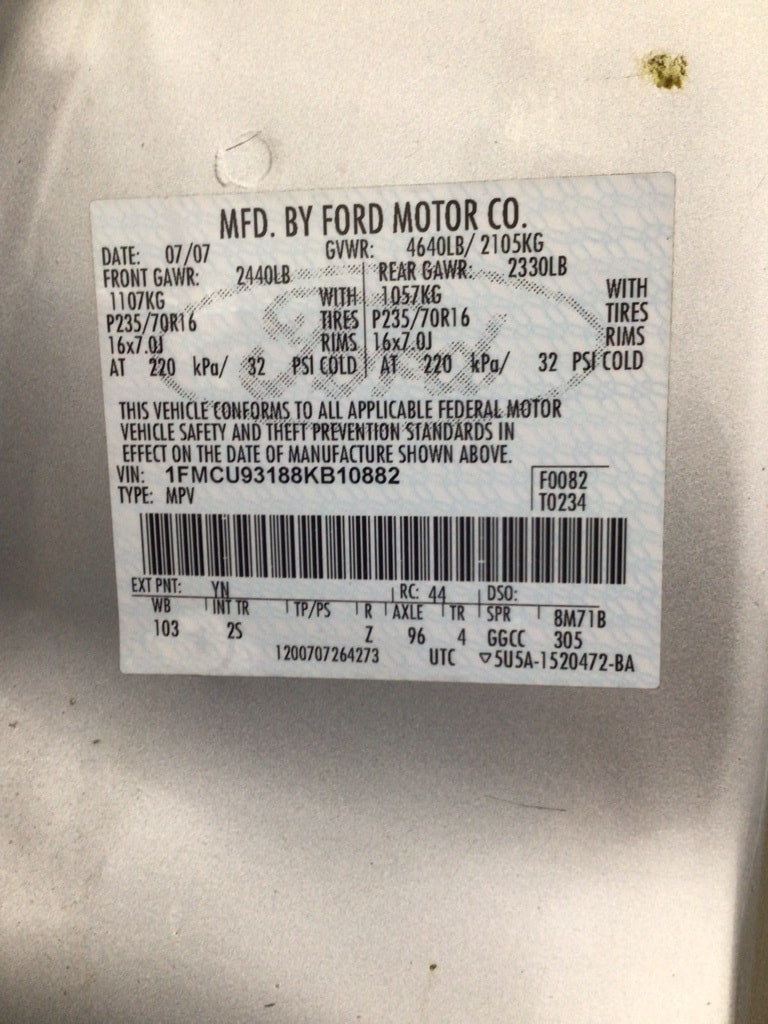 MFD. BY FORD MOTOR CO.
DATE: 07/07 GVWR: 4640LB/ 2105KG
FRONT GAWR: 2440LB REAR GAWR: 2330LB
1107KG WITH 1057KG WITH
P235/70R16 TIRES P235/70R16 TIRES
16x7.0J RIMS 16x7.0J RIMS
AT 220 kPa/ 32 PSI COLD AT 220 kPa/ 32 PSI COLD
THIS VEHICLE CONFORMS TO ALL APPLICABLE FEDERAL MOTOR
VEHICLE SAFETY AND THEFT PREVENTION STANDARDS IN
EFFECT ON THE DATE OF MANUFACTURE SHOWN ABOVE.
VIN: 1FMCU93188KB10882 F0082
TYPE: MPV T0234
EXT PNT: YN RC: 44 DSO:
WB INT TR TP/PS R AXLE TR SPR 8M71B
103 2S Z 96 4 GGCC 305
1200707264273 UTC ▽5U5A-1520472-BA